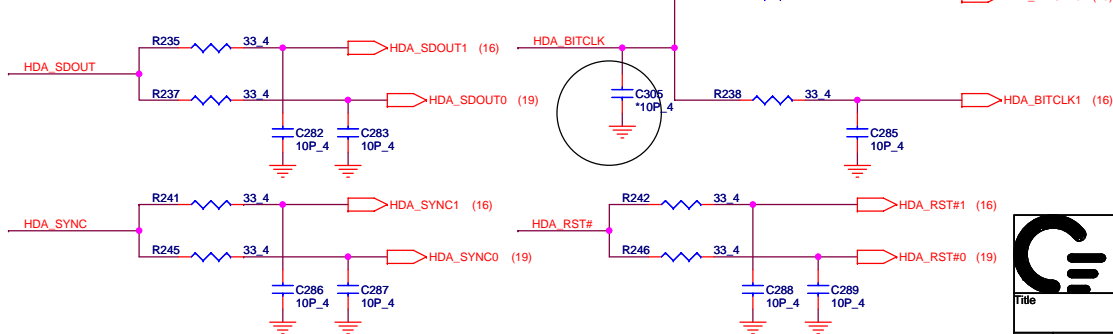 R235 33_4
HDA_SDOUT1 (16)
HDA_SDOUT
R237 33_4
HDA_SDOUT0 (19)
C282
10P_4
C283
10P_4
HDA_BITCLK
C305
*10P_4
R238 33_4
HDA_BITCLK1 (16)
C285
10P_4
R241 33_4
HDA_SYNC1 (16)
HDA_SYNC
R245 33_4
HDA_SYNC0 (19)
C286
10P_4
C287
10P_4
R242 33_4
HDA_RST#1 (16)
HDA_RST#
R246 33_4
HDA_RST#0 (19)
C288
10P_4
C289
10P_4
Title